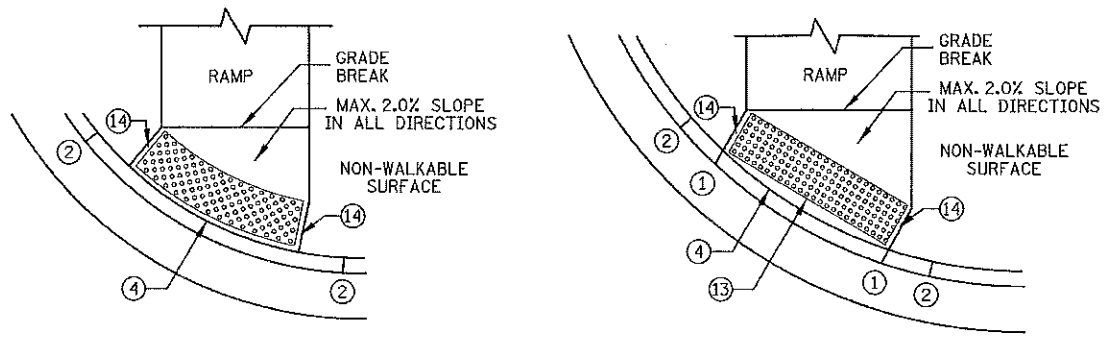 RAMP
GRADE
BREAK
MAX. 2.0% SLOPE
IN ALL DIRECTIONS
14
2
NON-WALKABLE
SURFACE
14
4
2
RAMP
GRADE
BREAK
MAX. 2.0% SLOPE
IN ALL DIRECTIONS
14
2
NON-WALKABLE
SURFACE
1
14
4
13
1
2